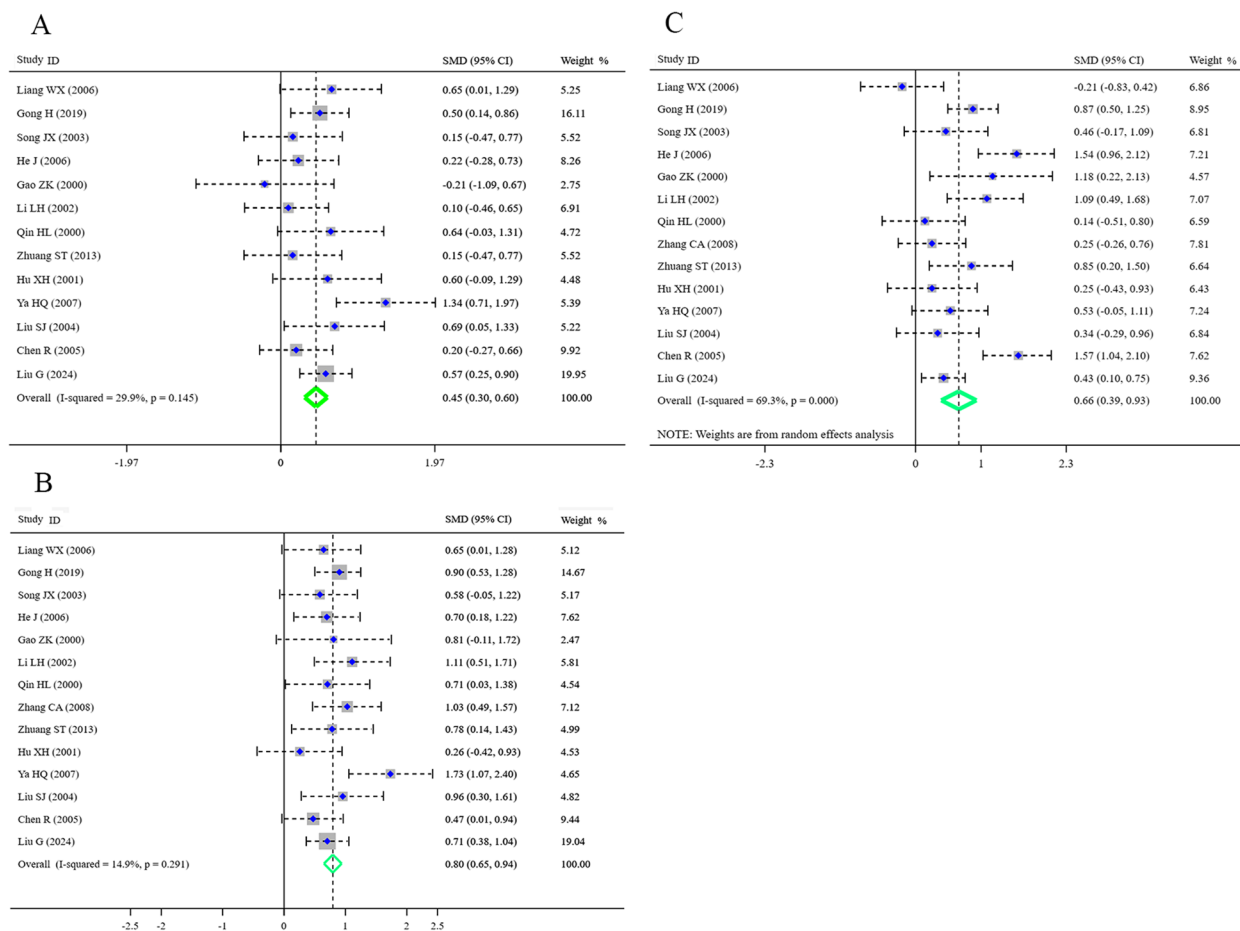 A
Study ID SMD (95% CI) Weight %
Liang WX (2006) 0.65 (0.01, 1.29) 5.25
Gong H (2019) 0.50 (0.14, 0.86) 16.11
Song JX (2003) 0.15 (-0.47, 0.77) 5.52
He J (2006) 0.22 (-0.28, 0.73) 8.26
Gao ZK (2000) -0.21 (-1.09, 0.67) 2.75
Li LH (2002) 0.10 (-0.46, 0.65) 6.91
Qin HL (2000) 0.64 (-0.03, 1.31) 4.72
Zhuang ST (2013) 0.15 (-0.47, 0.77) 5.52
Hu XH (2001) 0.60 (-0.09, 1.29) 4.48
Ya HQ (2007) 1.34 (0.71, 1.97) 5.39
Liu SJ (2004) 0.69 (0.05, 1.33) 5.22
Chen R (2005) 0.20 (-0.27, 0.66) 9.92
Liu G (2024) 0.57 (0.25, 0.90) 19.95
Overall (I-squared = 29.9%, p = 0.145) 0.45 (0.30, 0.60) 100.00
-1.97 0 1.97
B
Study ID SMD (95% CI) Weight %
Liang WX (2006) 0.65 (0.01, 1.28) 5.12
Gong H (2019) 0.90 (0.53, 1.28) 14.67
Song JX (2003) 0.58 (-0.05, 1.22) 5.17
He J (2006) 0.70 (0.18, 1.22) 7.62
Gao ZK (2000) 0.81 (-0.11, 1.72) 2.47
Li LH (2002) 1.11 (0.51, 1.71) 5.81
Qin HL (2000) 0.71 (0.03, 1.38) 4.54
Zhang CA (2008) 1.03 (0.49, 1.57) 7.12
Zhuang ST (2013) 0.78 (0.14, 1.43) 4.99
Hu XH (2001) 0.26 (-0.42, 0.93) 4.53
Ya HQ (2007) 1.73 (1.07, 2.40) 4.65
Liu SJ (2004) 0.96 (0.30, 1.61) 4.82
Chen R (2005) 0.47 (0.01, 0.94) 9.44
Liu G (2024) 0.71 (0.38, 1.04) 19.04
Overall (I-squared = 14.9%, p = 0.291) 0.80 (0.65, 0.94) 100.00
-2.5 -2 -1 0 1 2 2.5
C
Study ID SMD (95% CI) Weight %
Liang WX (2006) -0.21 (-0.83, 0.42) 6.86
Gong H (2019) 0.87 (0.50, 1.25) 8.95
Song JX (2003) 0.46 (-0.17, 1.09) 6.81
He J (2006) 1.54 (0.96, 2.12) 7.21
Gao ZK (2000) 1.18 (0.22, 2.13) 4.57
Li LH (2002) 1.09 (0.49, 1.68) 7.07
Qin HL (2000) 0.14 (-0.51, 0.80) 6.59
Zhang CA (2008) 0.25 (-0.26, 0.76) 7.81
Zhuang ST (2013) 0.85 (0.20, 1.50) 6.64
Hu XH (2001) 0.25 (-0.43, 0.93) 6.43
Ya HQ (2007) 0.53 (-0.05, 1.11) 7.24
Liu SJ (2004) 0.34 (-0.29, 0.96) 6.84
Chen R (2005) 1.57 (1.04, 2.10) 7.62
Liu G (2024) 0.43 (0.10, 0.75) 9.36
Overall (I-squared = 69.3%, p = 0.000) 0.66 (0.39, 0.93) 100.00
NOTE: Weights are from random effects analysis
-2.3 0 1 2.3